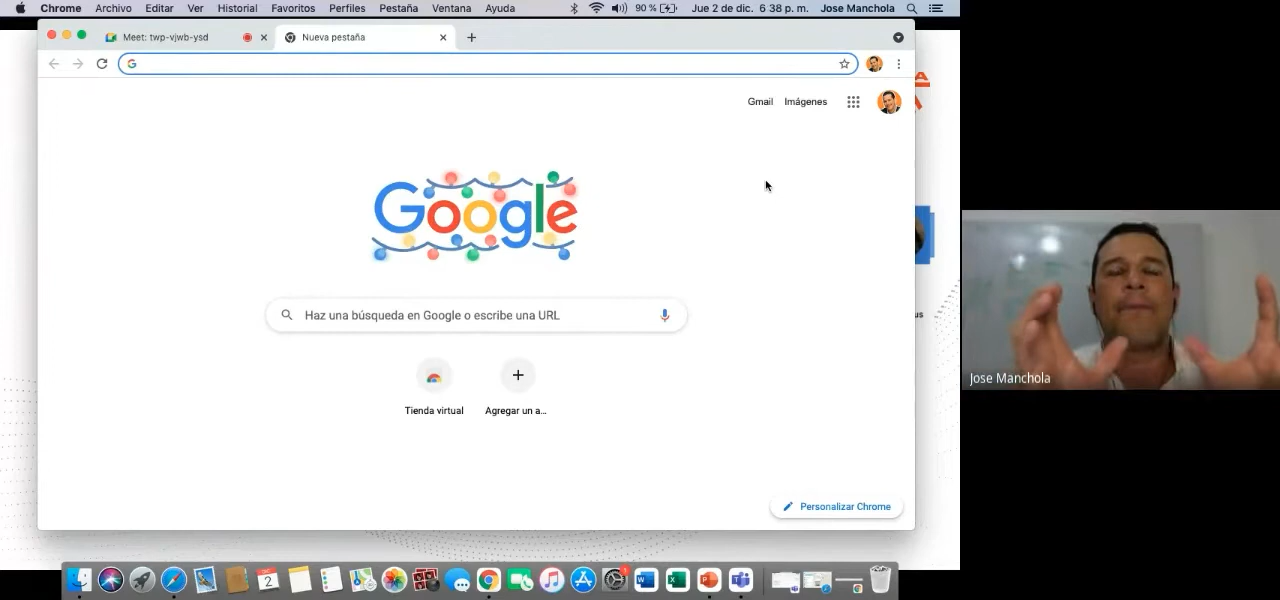 Chrome Archivo Editar Ver Historial Favoritos Perfiles Pestaña Ventana Ayuda 90 % Jue 2 de dic. 6 38 p. m. Jose Manchola
Meet: twp-vjwb-ysd Nueva pestaña
G
Gmail Imágenes
Google
Haz una búsqueda en Google o escribe una URL
us
Tienda virtual Agregar un a...
Jose Manchola
Personalizar Chrome
2